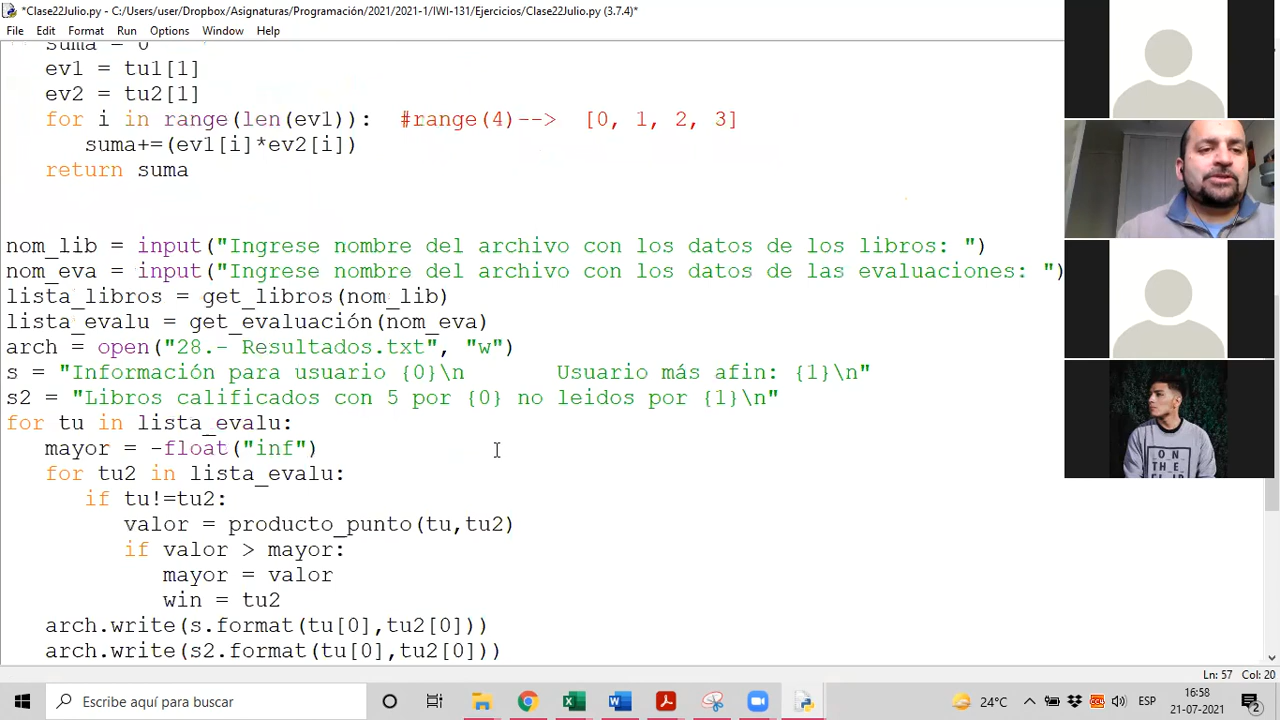 *Clase22Julio.py - C:/Users/user/Dropbox/Asignaturas/Programación/2021/2021-1/IWI-131/Ejercicios/Clase22Julio.py (3.7.4)*
File Edit Format Run Options Window Help
suma = 0
ev1 = tu1[1]
ev2 = tu2[1]
for i in range(len(ev1)):  #range(4)-->  [0, 1, 2, 3]
suma+=(ev1[i]*ev2[i])
return suma
nom_lib = input("Ingrese nombre del archivo con los datos de los libros: ")
nom_eva = input("Ingrese nombre del archivo con los datos de las evaluaciones: ")
lista_libros = get_libros(nom_lib)
lista_evalu = get_evaluación(nom_eva)
arch = open("28.- Resultados.txt", "w")
s = "Información para usuario {0}\n       Usuario más afin: {1}\n"
s2 = "Libros calificados con 5 por {0} no leidos por {1}\n"
for tu in lista_evalu:
mayor = -float("inf")
for tu2 in lista_evalu:
if tu!=tu2:
valor = producto_punto(tu,tu2)
if valor > mayor:
mayor = valor
win = tu2
arch.write(s.format(tu[0],tu2[0]))
arch.write(s2.format(tu[0],tu2[0]))
ON
THE
Ln: 57 Col: 20
Escribe aquí para buscar
24°C
ESP
16:58
21-07-2021
2